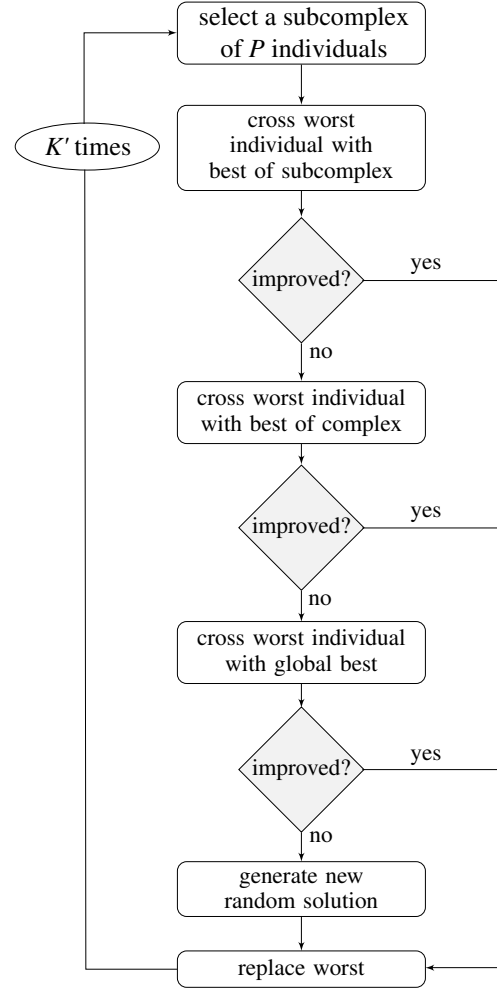 select a subcomplex
of P individuals
K' times
cross worst
individual with
best of subcomplex
improved?
yes
no
cross worst individual
with best of complex
improved?
yes
no
cross worst individual
with global best
improved?
yes
no
generate new
random solution
replace worst